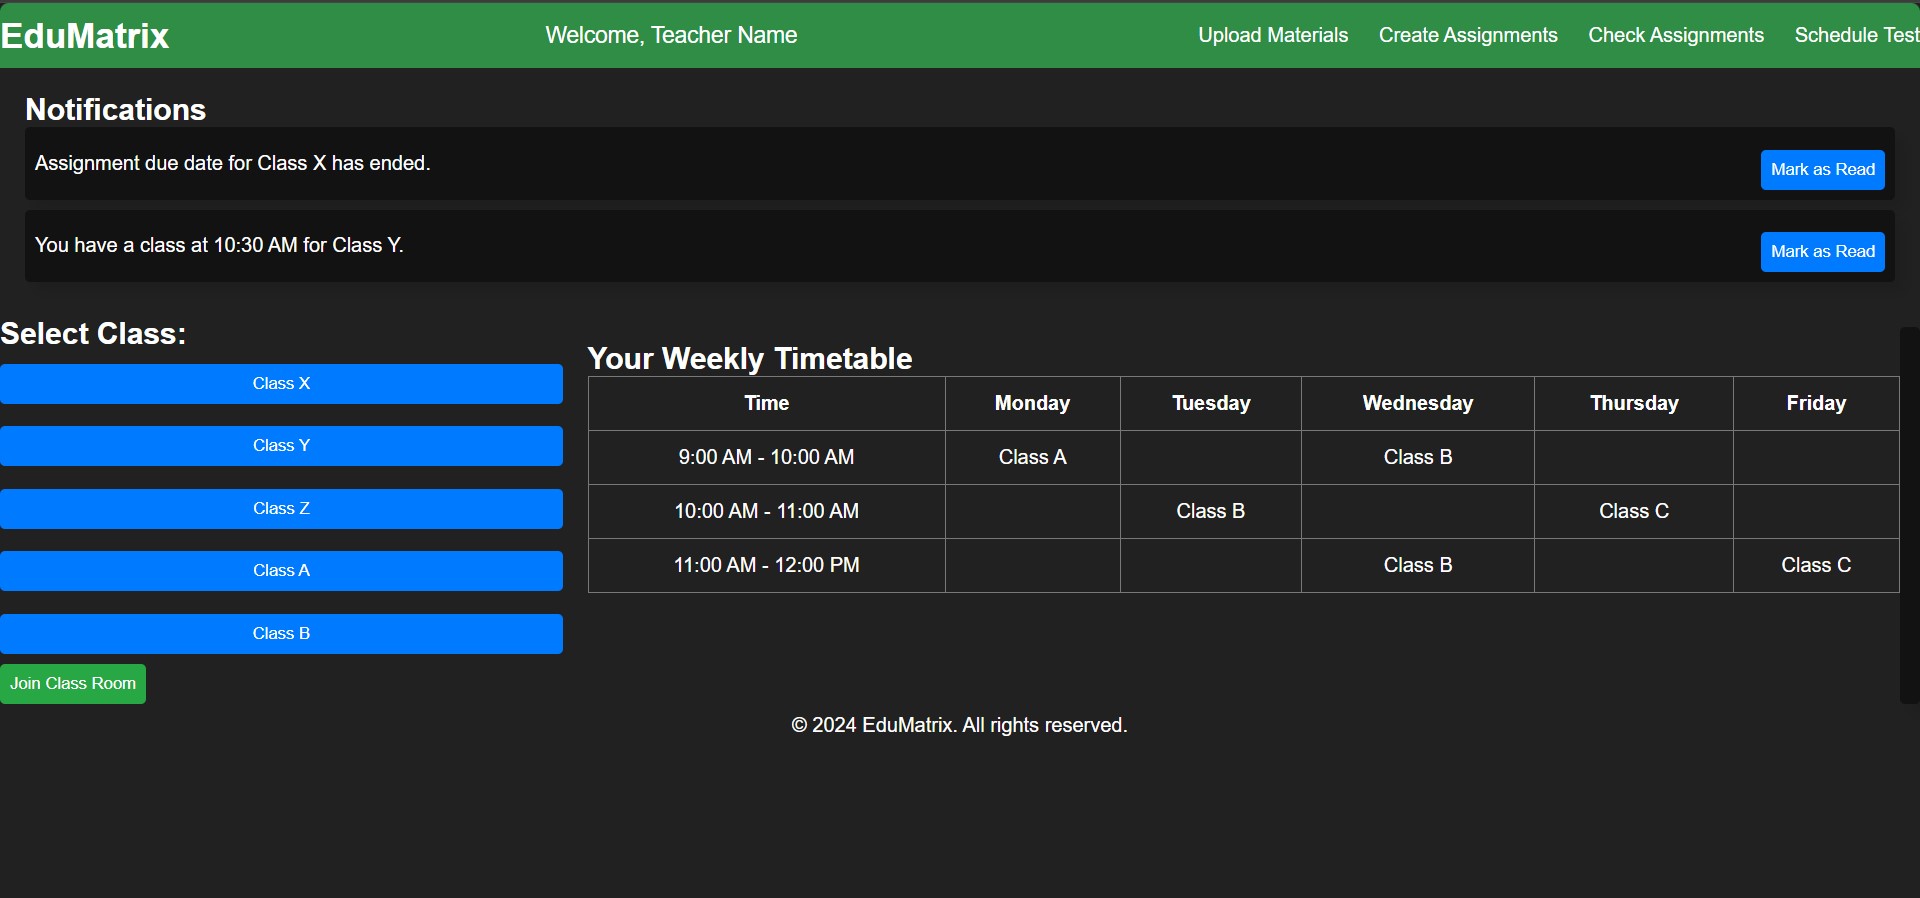 EduMatrix
Welcome, Teacher Name
Upload Materials Create Assignments Check Assignments Schedule Test
Notifications
Assignment due date for Class X has ended.
Mark as Read
You have a class at 10:30 AM for Class Y.
Mark as Read
Select Class:
Class X
Class Y
Class Z
Class A
Class B
Join Class Room
Your Weekly Timetable
Time Monday Tuesday Wednesday Thursday Friday
9:00 AM - 10:00 AM Class A Class B
10:00 AM - 11:00 AM Class B Class C
11:00 AM - 12:00 PM Class B Class C
© 2024 EduMatrix. All rights reserved.